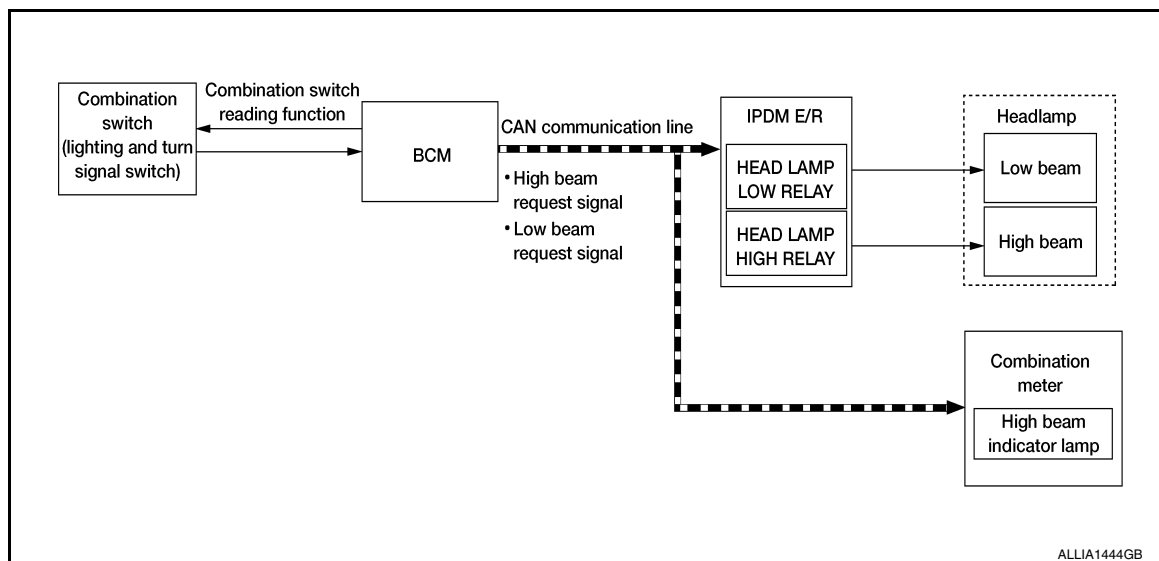 Combination
switch
(lighting and turn
signal switch)
Combination switch
reading function
BCM
CAN communication line
• High beam
request signal
• Low beam
request signal
IPDM E/R
HEAD LAMP
LOW RELAY
HEAD LAMP
HIGH RELAY
Headlamp
Low beam
High beam
Combination
meter
High beam
indicator lamp
ALLIA1444GB